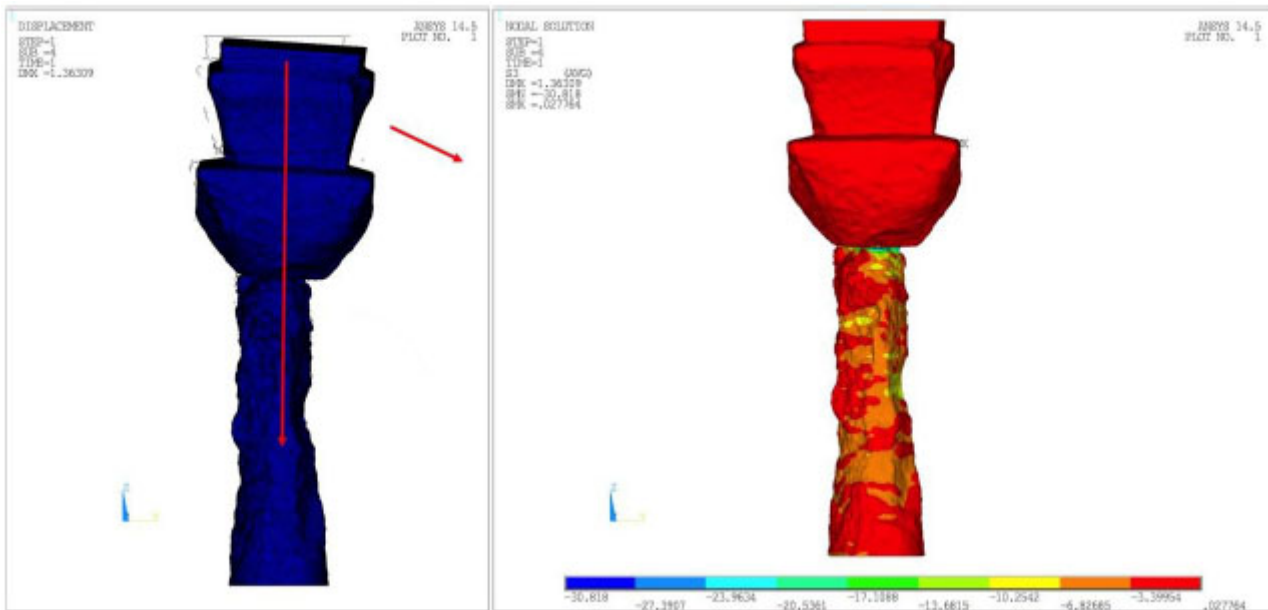 1
DISPLACEMENT
STEP=1
SUB =4
TIME=1
DMX =1.36309
ANSYS 14.5
PLOT NO. 1
Z
Y
1
NODAL SOLUTION
STEP=1
SUB =4
TIME=1
S3 (AVG)
DMX =1.36309
SMN =-30.818
SMX =.027764
ANSYS 14.5
PLOT NO. 1
MX
Z
Y
-30.818 -23.9634 -17.1088 -10.2542 -3.39954
-27.3907 -20.5361 -13.6815 -6.82685 .027764